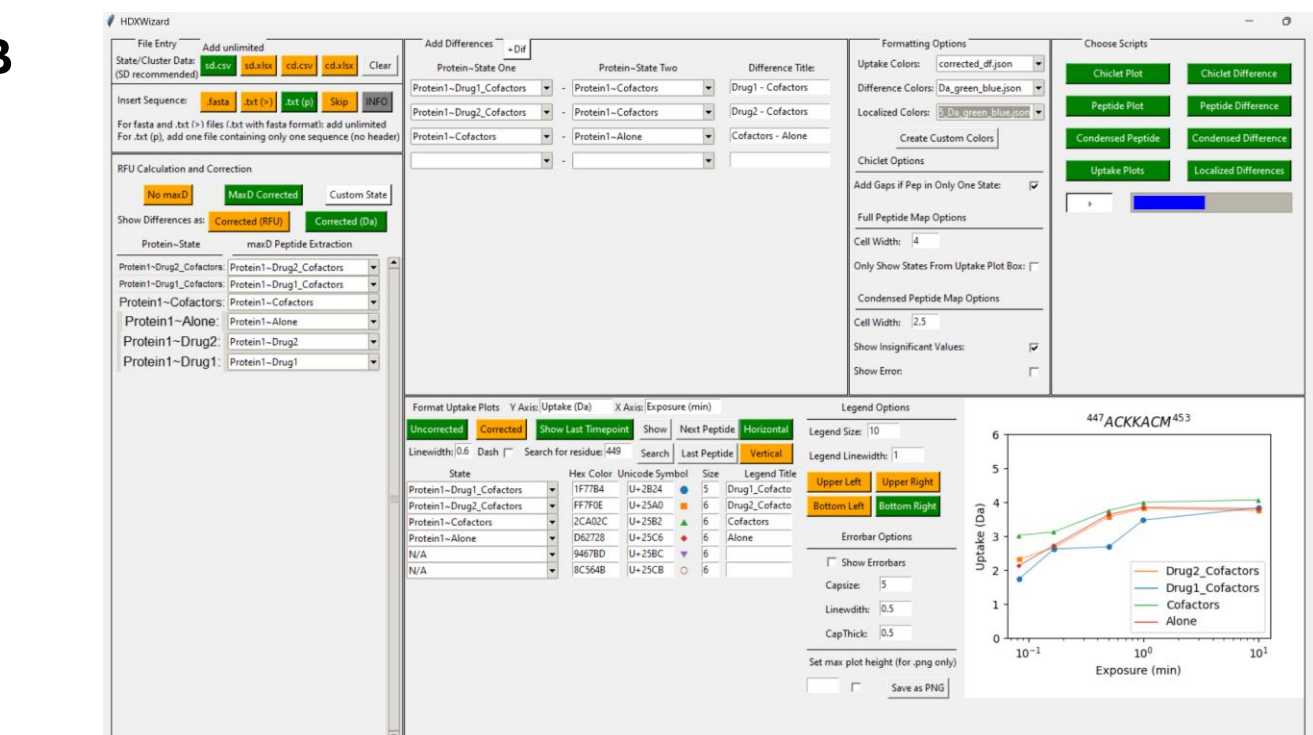 B
HDXWizard
File Entry
Add unlimited
State/Cluster Data:
(SD recommended)
sd.csv sd.xlsx cd.csv cd.xlsx Clear
Insert Sequence: .fasta .txt (>) .txt (p) Skip INFO
For fasta and .txt (>) files (.txt with fasta format): add unlimited
For .txt (p), add one file containing only one sequence (no header)
RFU Calculation and Correction
No maxD MaxD Corrected Custom State
Show Differences as: Corrected (RFU) Corrected (Da)
Protein~State maxD Peptide Extraction
Protein1~Drug2_Cofactors: Protein1~Drug2_Cofactors
Protein1~Drug1_Cofactors: Protein1~Drug1_Cofactors
Protein1~Cofactors: Protein1~Cofactors
Protein1~Alone: Protein1~Alone
Protein1~Drug2: Protein1~Drug2
Protein1~Drug1: Protein1~Drug1
Add Differences +Dif
Protein~State One Protein~State Two Difference Title:
Protein1~Drug1_Cofactors - Protein1~Cofactors Drug1 - Cofactors
Protein1~Drug2_Cofactors - Protein1~Cofactors Drug2 - Cofactors
Protein1~Cofactors - Protein1~Alone Cofactors - Alone
-
Formatting Options
Uptake Colors: corrected_df.json
Difference Colors: Da_green_blue.json
Localized Colors: 5_Da_green_blue.json
Create Custom Colors
Chiclet Options
Add Gaps if Pep in Only One State:
Full Peptide Map Options
Cell Width: 4
Only Show States From Uptake Plot Box:
Condensed Peptide Map Options
Cell Width: 2.5
Show Insignificant Values:
Show Error:
Choose Scripts
Chiclet Plot Chiclet Difference
Peptide Plot Peptide Difference
Condensed Peptide Condensed Difference
Uptake Plots Localized Differences
Format Uptake Plots Y Axis: Uptake (Da) X Axis: Exposure (min)
Uncorrected Corrected Show Last Timepoint Show Next Peptide Horizontal
Linewidth: 0.6 Dash Search for residue: 449 Search Last Peptide Vertical
State Hex Color Unicode Symbol Size Legend Title
Protein1~Drug1_Cofactors 1F77B4 U+2B24 5 Drug1_Cofacto
Protein1~Drug2_Cofactors FF7F0E U+25A0 6 Drug2_Cofacto
Protein1~Cofactors 2CA02C U+25B2 6 Cofactors
Protein1~Alone D62728 U+25C6 6 Alone
N/A 9467BD U+25BC 6
N/A 8C564B U+25CB 6
Legend Options
Legend Size: 10
Legend Linewidth: 1
Upper Left Upper Right
Bottom Left Bottom Right
Errorbar Options
Show Errorbars
Capsize: 5
Linewdith: 0.5
CapThick: 0.5
Set max plot height (for .png only)
Save as PNG
447ACKKACM453
6
5
4
3
2
1
0
Uptake (Da)
Drug2_Cofactors
Drug1_Cofactors
Cofactors
Alone
10⁻¹ 10⁰ 10¹
Exposure (min)